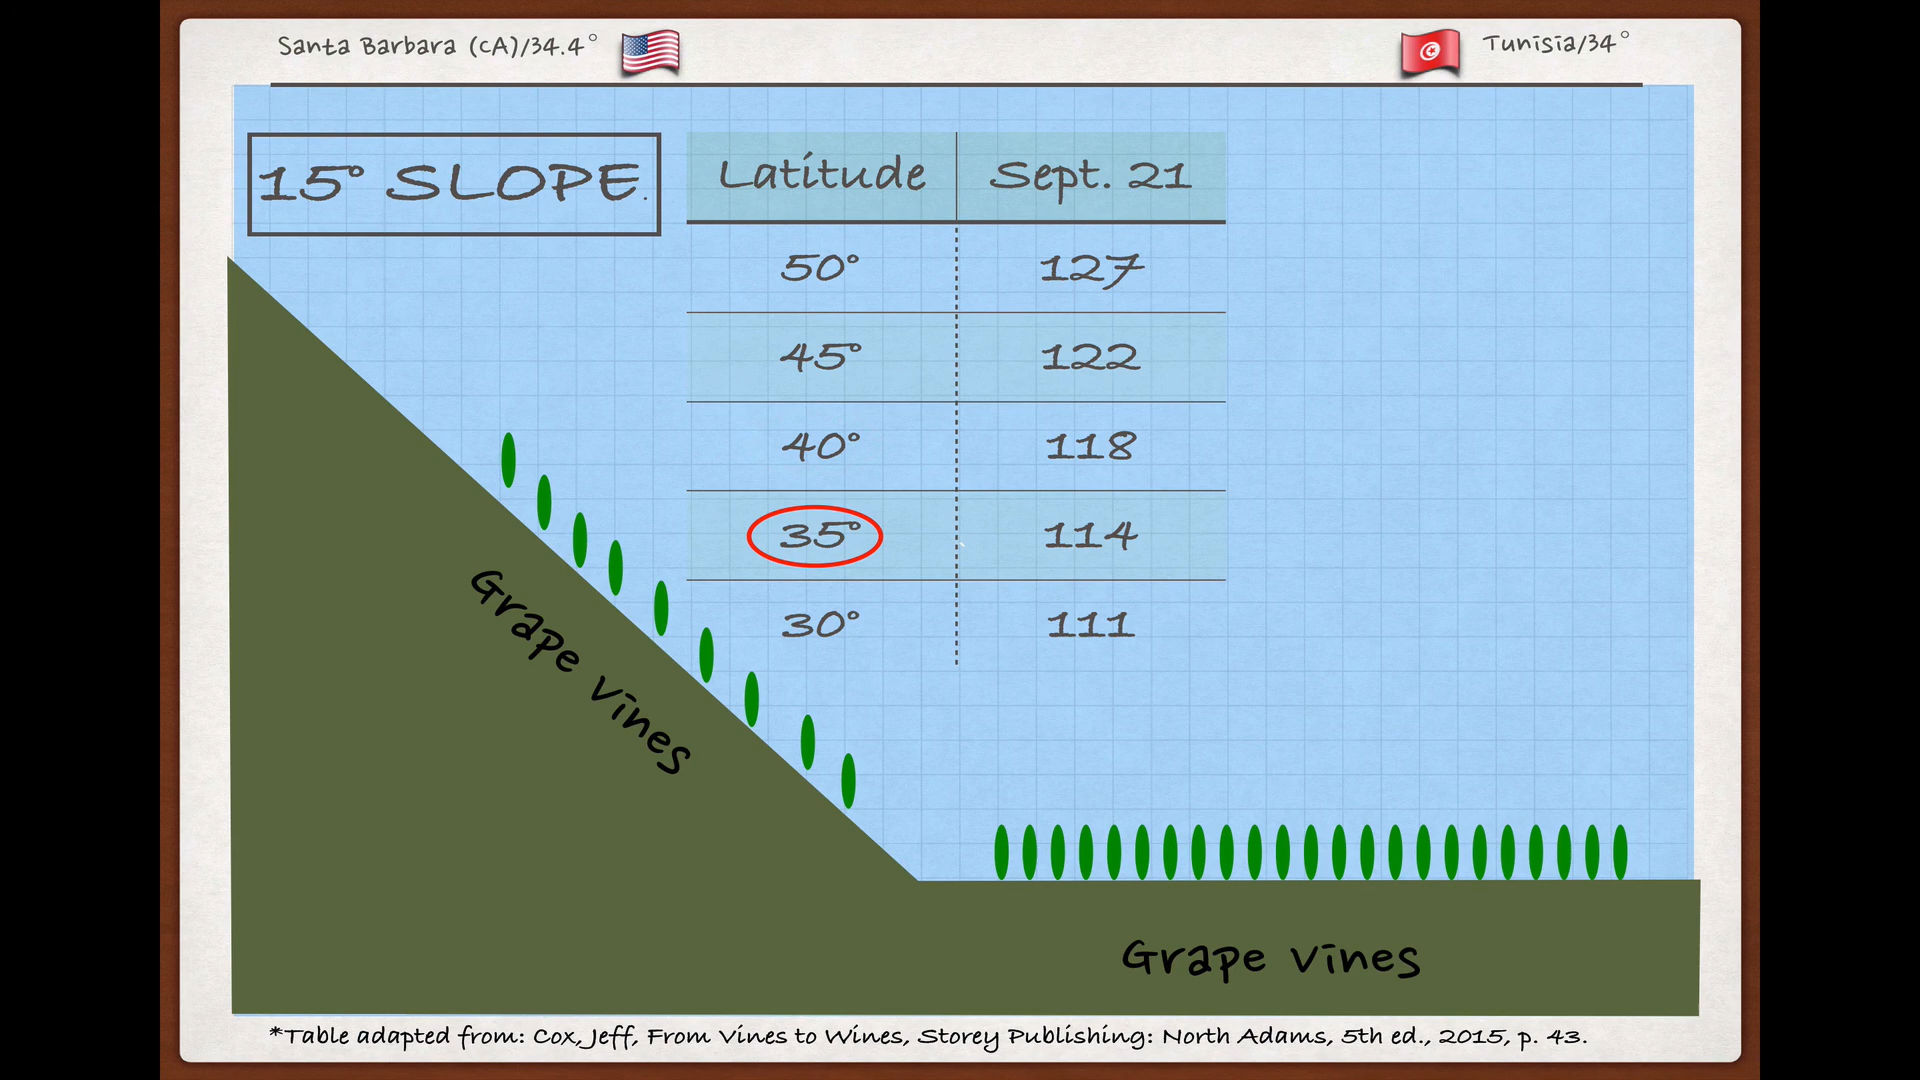 Santa Barbara (CA)/34.4°
Tunisia/34°
15° SLOPE.
Latitude Sept. 21
50° 127
45° 122
40° 118
35° 114
30° 111
Grape vines
Grape vines
*Table adapted from: Cox, Jeff, From Vines to Wines, Storey Publishing: North Adams, 5th ed., 2015, p. 43.